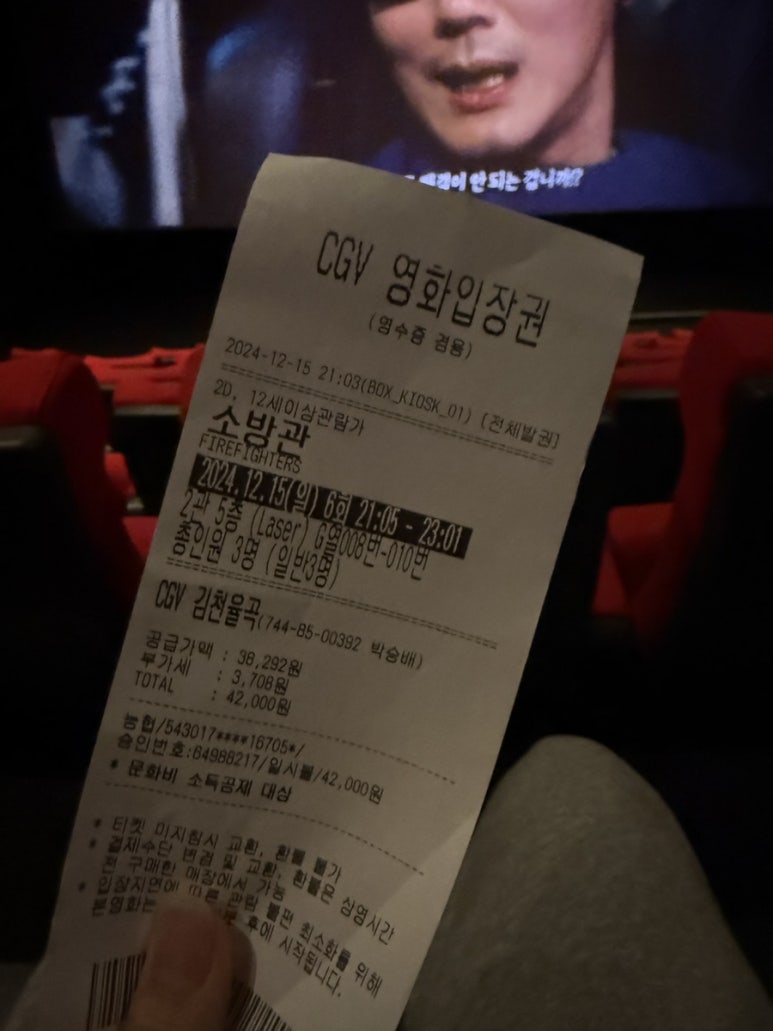 안 되는 겁니까!?
CGV 영화입장권
(영수증 겸용)
2024-12-15 21:03(BOX_KIOSK_01) [전체발권]
2D, 12세이상관람가
소방관
FIREFIGHTERS
2024.12.15(일) 6회 21:05 - 23:01
2관 5층 (Laser) G열008번-010번
총인원 3명 (일반3명)
CGV 김천율곡(744-85-00392 박승배)
공급가액 : 38,292원
부가세 : 3,708원
TOTAL : 42,000원
농협/543017****16705*/
승인번호:64988217/일시불/42,000원
* 문화비 소득공제 대상
* 티켓 미지참시 교환, 환불 불가
* 결제수단 변경 및 교환, 환불은 상영시간
전 구매한 매장에서 가능
* 입장지연에 따른 관람 불편 최소화를 위해
영화는 후에 시작됩니다.